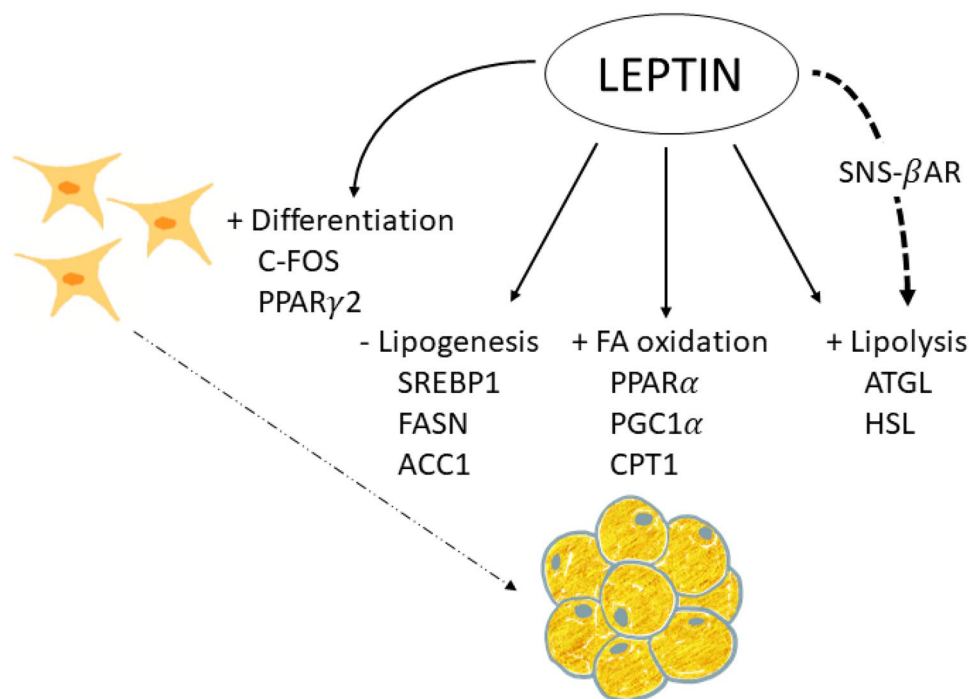 LEPTIN
SNS-βAR
+ Differentiation
C-FOS
PPARγ2
- Lipogenesis
SREBP1
FASN
ACC1
+ FA oxidation
PPARα
PGC1α
CPT1
+ Lipolysis
ATGL
HSL